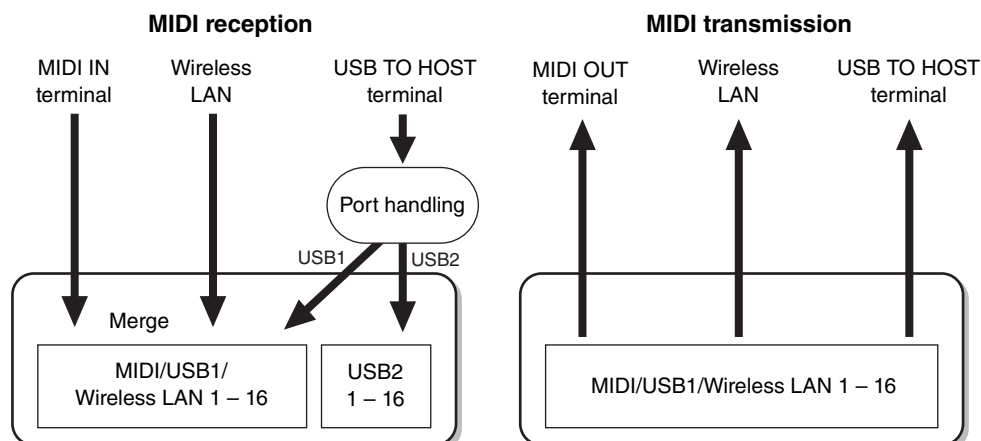 MIDI reception
MIDI IN
terminal
Wireless
LAN
USB TO HOST
terminal
Port handling
USB1
USB2
Merge
MIDI/USB1/
Wireless LAN 1 – 16
USB2
1 – 16
MIDI transmission
MIDI OUT
terminal
Wireless
LAN
USB TO HOST
terminal
MIDI/USB1/Wireless LAN 1 – 16